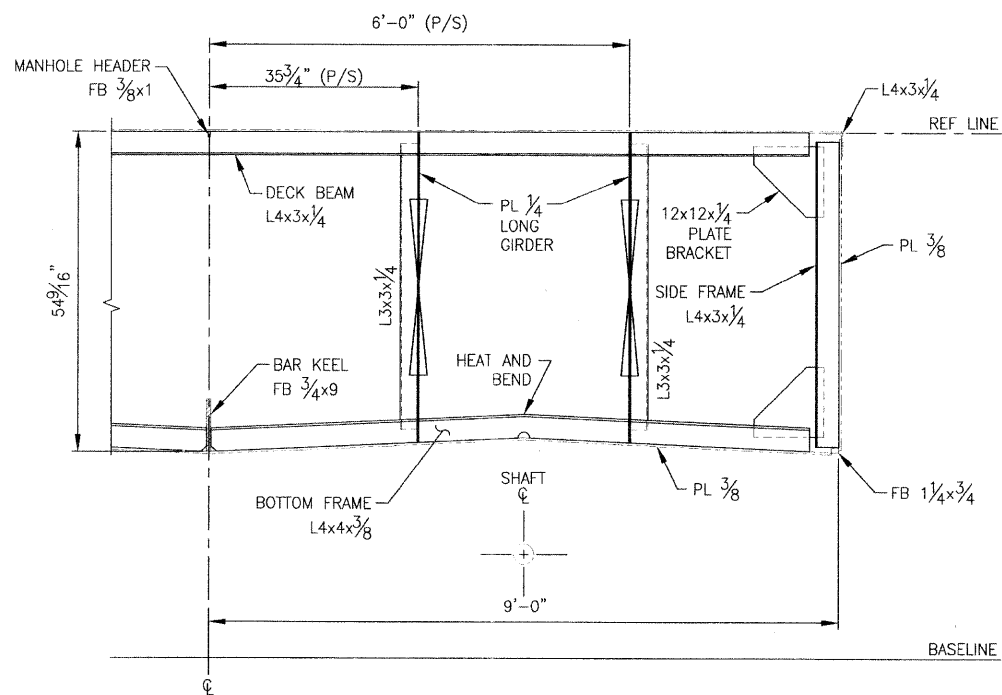 6'-0" (P/S)
MANHOLE HEADER
FB 3/8x1
35 3/4" (P/S)
L4x3x1/4
REF LINE
DECK BEAM
L4x3x1/4
PL 1/4
LONG
GIRDER
12x12x1/4
PLATE
BRACKET
PL 3/8
54 9/16"
L3x3x1/4
SIDE FRAME
L4x3x1/4
L3x3x1/4
BAR KEEL
FB 3/4x9
HEAT AND
BEND
SHAFT
℄
PL 3/8
FB 1 1/4x3/4
BOTTOM FRAME
L4x4x3/8
9'-0"
BASELINE
℄